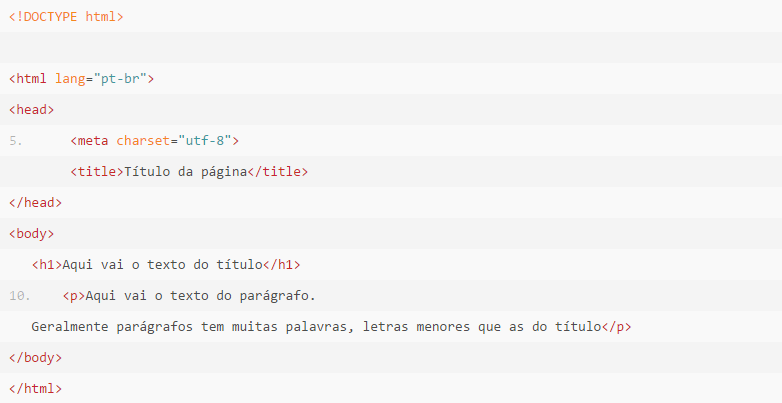 <!DOCTYPE html>
<html lang="pt-br">
<head>
5. <meta charset="utf-8">
<title>Título da página</title>
</head>
<body>
<h1>Aqui vai o texto do título</h1>
10. <p>Aqui vai o texto do parágrafo.
Geralmente parágrafos tem muitas palavras, letras menores que as do título</p>
</body>
</html>